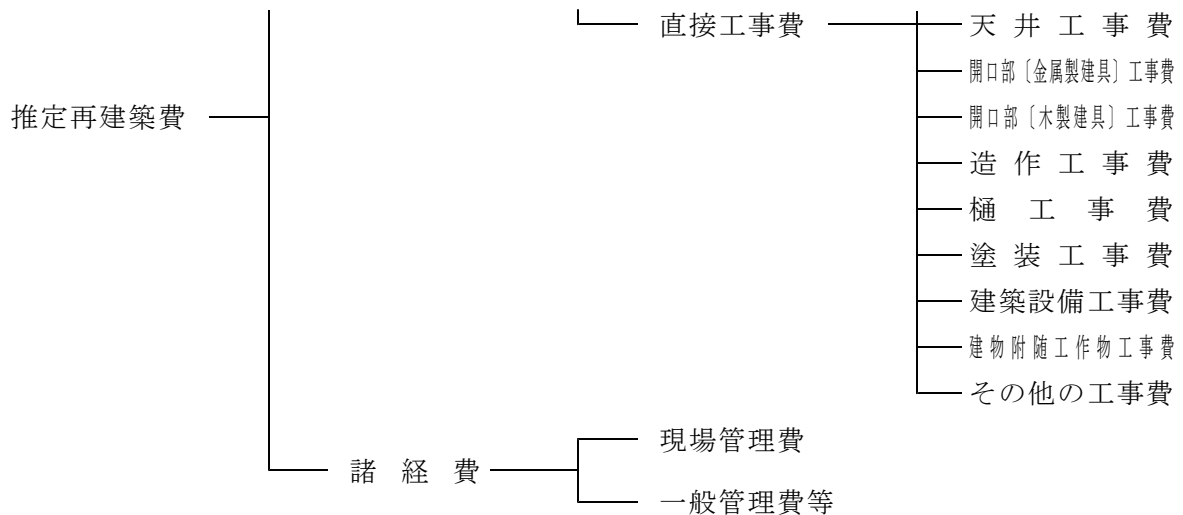 直接工事費 天井工事費
開口部〔金属製建具〕工事費
推定再建築費 開口部〔木製建具〕工事費
造作工事費
樋工事費
塗装工事費
建築設備工事費
建物附随工作物工事費
その他の工事費
現場管理費
諸経費
一般管理費等